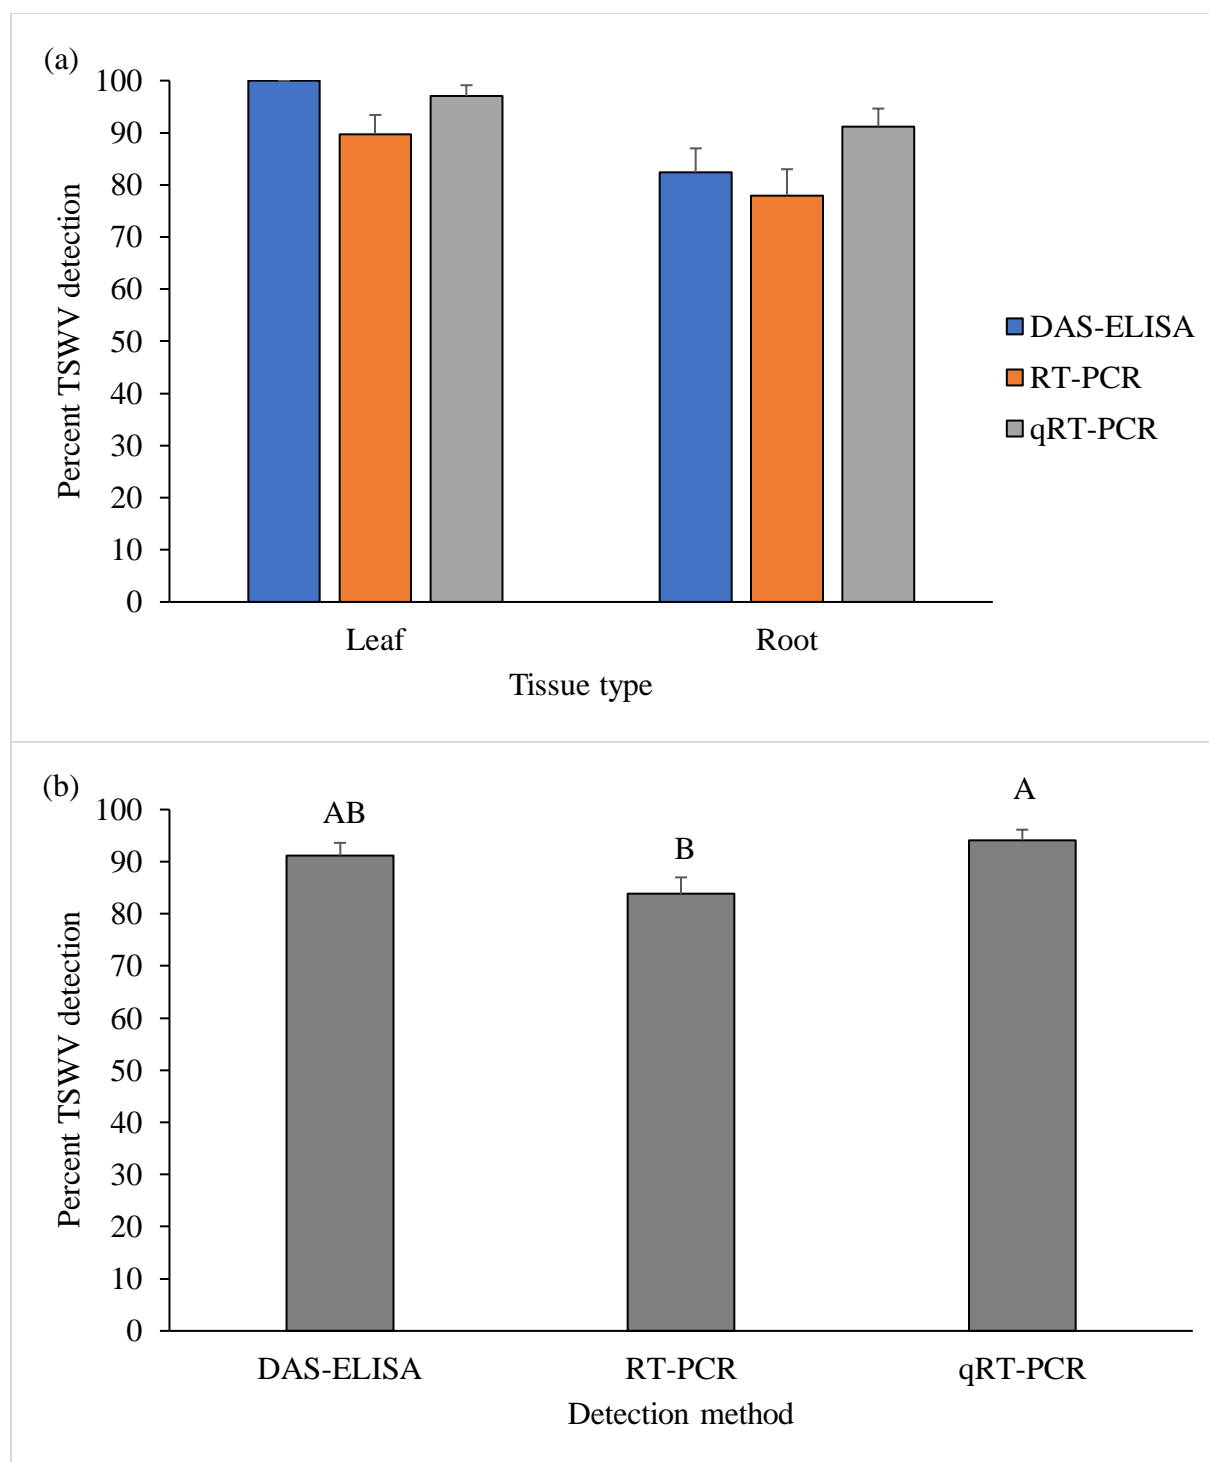 (a)
100
90
80
70
60
50
40
30
20
10
0
Percent TSWV detection
Leaf
Root
Tissue type
DAS-ELISA
RT-PCR
qRT-PCR
(b)
100
90
80
70
60
50
40
30
20
10
0
Percent TSWV detection
AB
B
A
DAS-ELISA
RT-PCR
qRT-PCR
Detection method